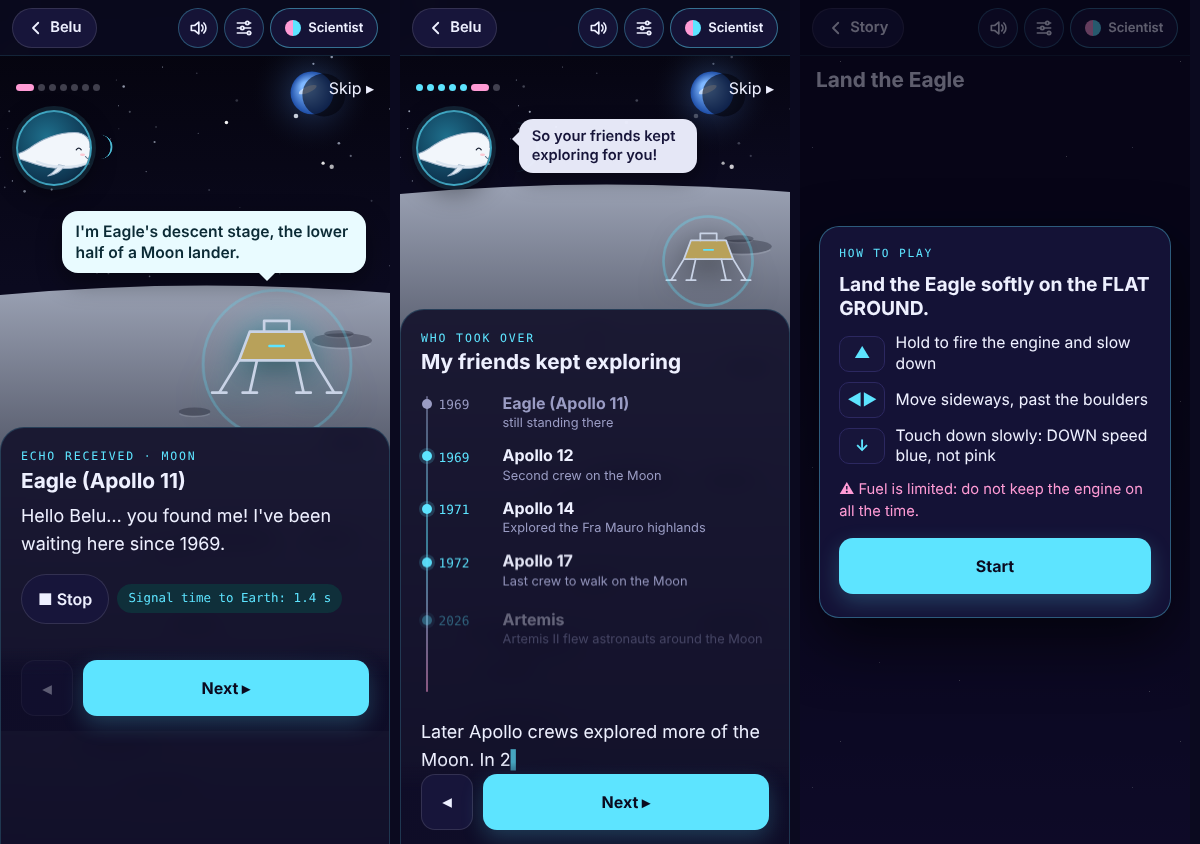 Belu
Scientist
Skip ▸
I'm Eagle's descent stage, the lower
half of a Moon lander.
ECHO RECEIVED · MOON
Eagle (Apollo 11)
Hello Belu… you found me! I've been
waiting here since 1969.
■ Stop
Signal time to Earth: 1.4 s
◂
Next ▸
Belu
Scientist
Skip ▸
So your friends kept
exploring for you!
WHO TOOK OVER
My friends kept exploring
1969 Eagle (Apollo 11)
still standing there
1969 Apollo 12
Second crew on the Moon
1971 Apollo 14
Explored the Fra Mauro highlands
1972 Apollo 17
Last crew to walk on the Moon
2026 Artemis
Artemis II flew astronauts around the Moon
Later Apollo crews explored more of the
Moon. In 2
◂
Next ▸
Story
Scientist
Land the Eagle
HOW TO PLAY
Land the Eagle softly on the FLAT
GROUND.
▲ Hold to fire the engine and slow
down
◀▶ Move sideways, past the boulders
↓ Touch down slowly: DOWN speed
blue, not pink
⚠ Fuel is limited: do not keep the engine on
all the time.
Start